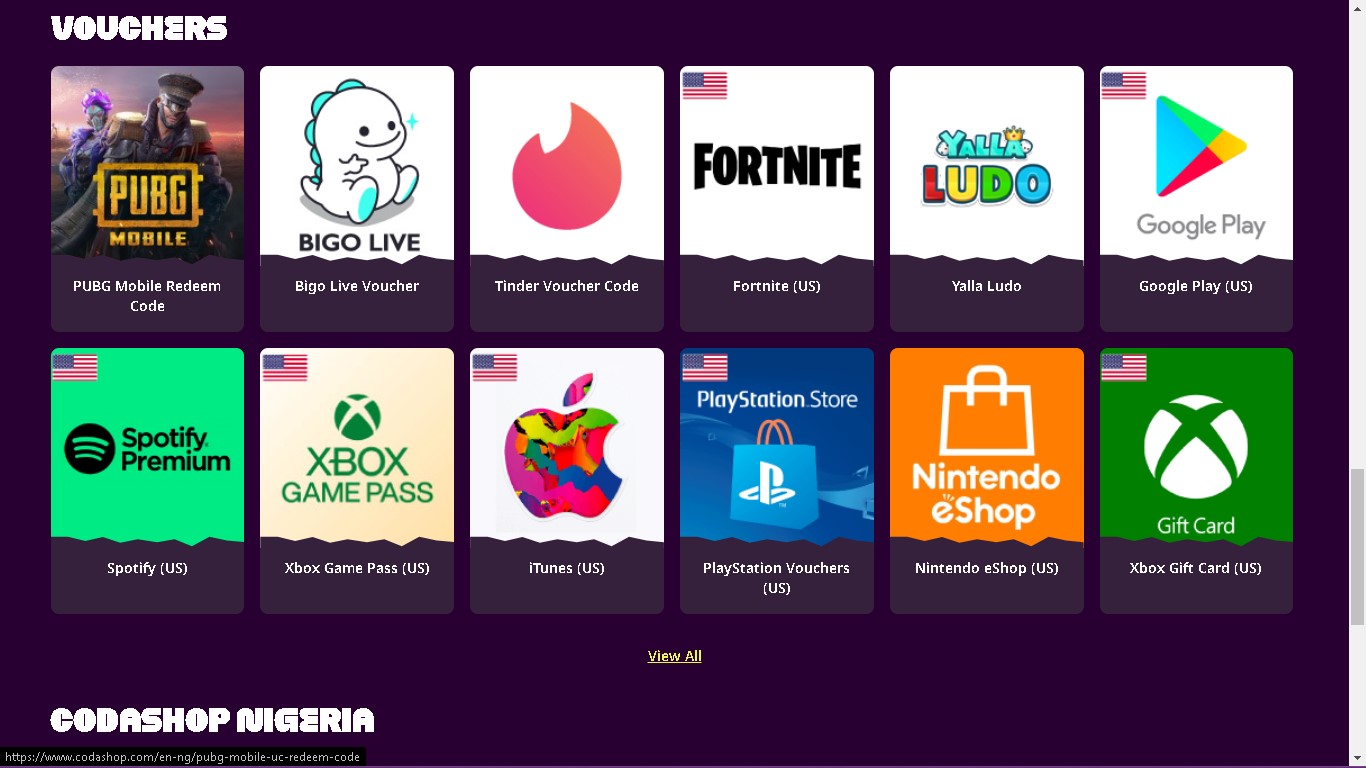 VOUCHERS
PUBG
MOBILE
BIGO LIVE
FORTNITE
YALLA
LUDO
Google Play
PUBG Mobile Redeem
Code
Bigo Live Voucher
Tinder Voucher Code
Fortnite (US)
Yalla Ludo
Google Play (US)
Spotify
Premium
XBOX
GAME PASS
PlayStation Store
Nintendo
eShop
Gift Card
Spotify (US)
Xbox Game Pass (US)
iTunes (US)
PlayStation Vouchers
(US)
Nintendo eShop (US)
Xbox Gift Card (US)
View All
CODASHOP NIGERIA
https://www.codashop.com/en-ng/pubg-mobile-uc-redeem-code